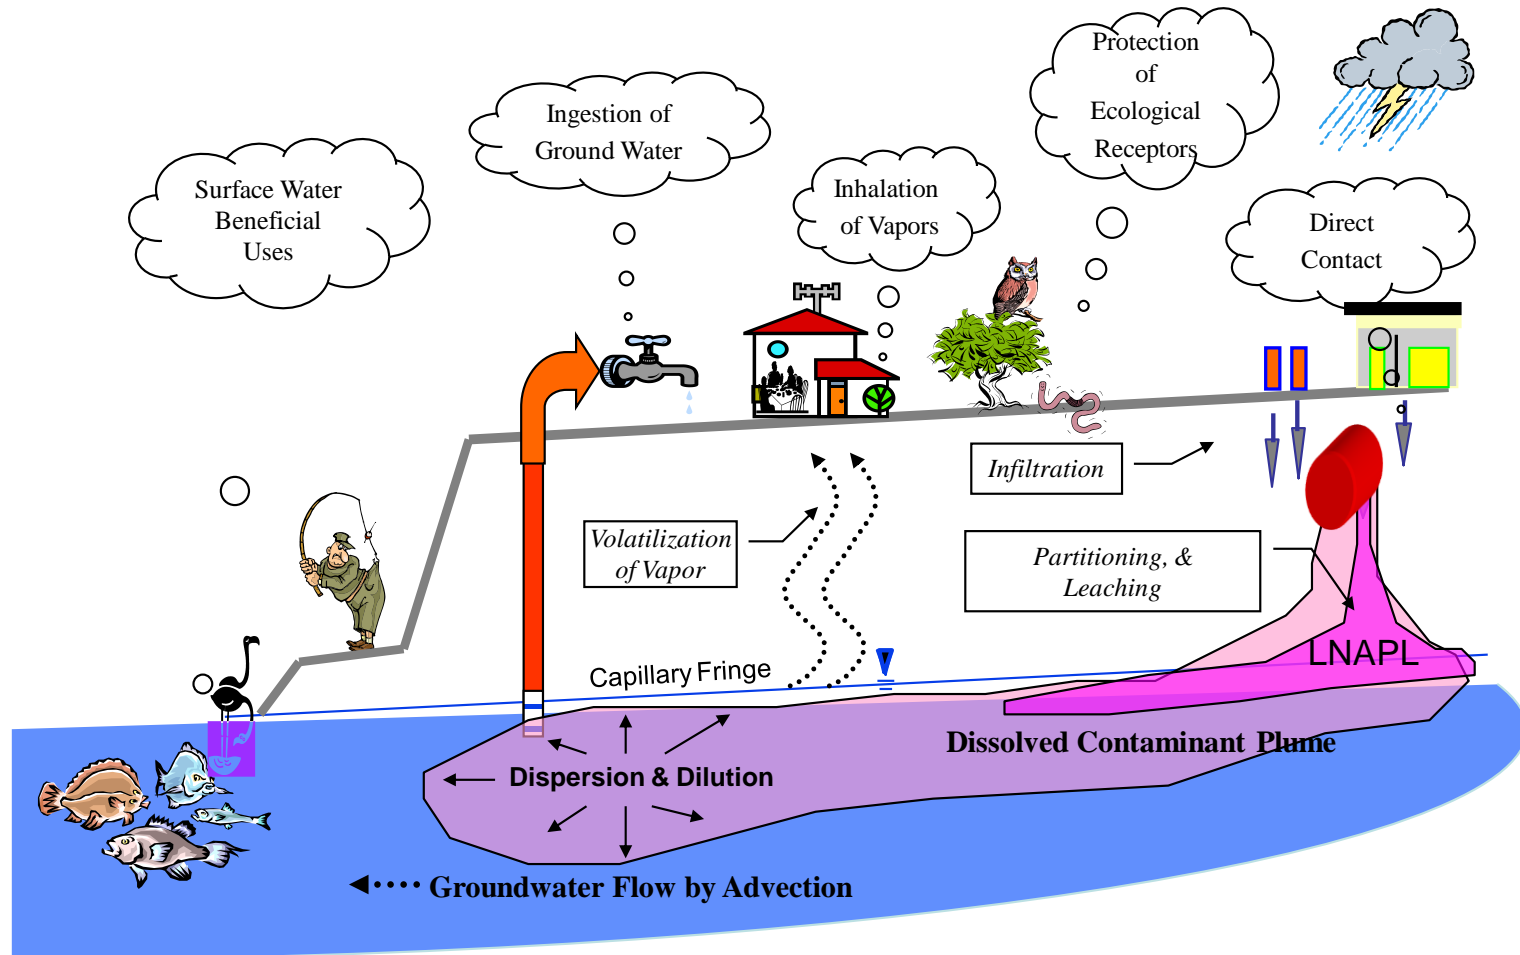 Protection
of
Ecological
Receptors
Ingestion of
Ground Water
Surface Water
Beneficial
Uses
Inhalation
of Vapors
Direct
Contact
Infiltration
Volatilization
of Vapor
Partitioning, &
Leaching
LNAPL
Capillary Fringe
Dissolved Contaminant Plume
Dispersion & Dilution
Groundwater Flow by Advection